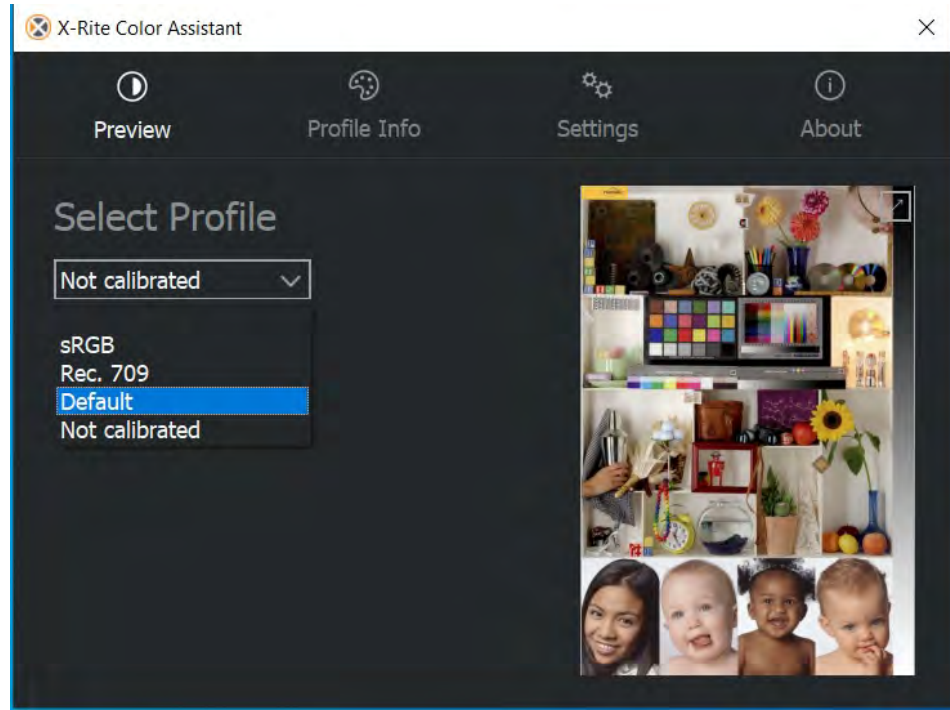 X-Rite Color Assistant
Preview
Profile Info
Settings
About
Select Profile
Not calibrated
sRGB
Rec. 709
Default
Not calibrated